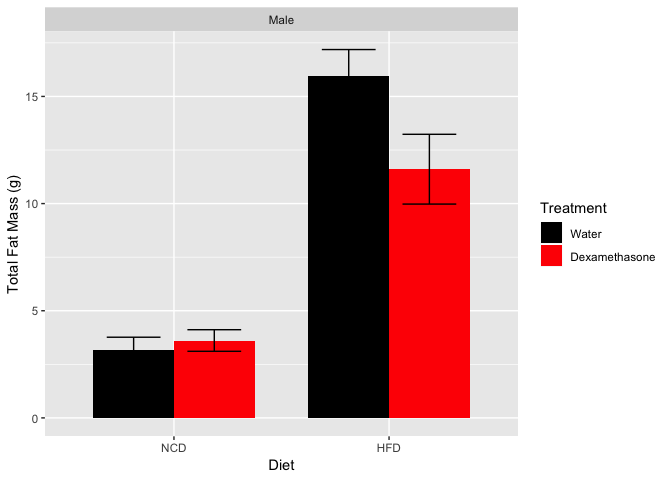 Male
15
10
5
0
Total Fat Mass (g)
NCD
HFD
Diet
Treatment
Water
Dexamethasone